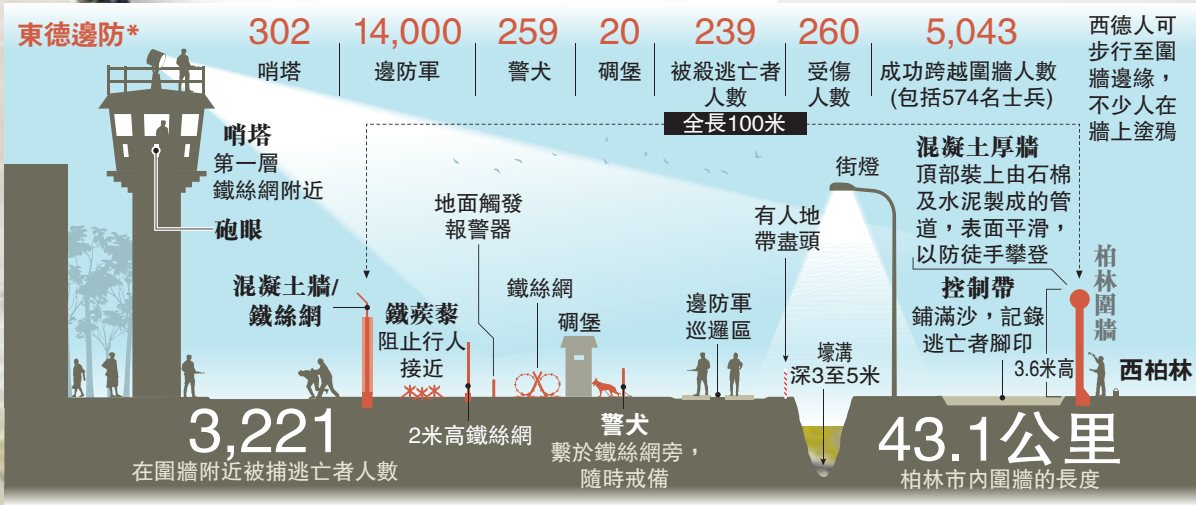 東德邊防*
302
哨塔
14,000
邊防軍
259
警犬
20
碉堡
239
被殺逃亡者
人數
260
受傷
人數
5,043
成功跨越圍牆人數
(包括574名士兵)
西德人可
步行至圍
牆邊緣，
不少人在
牆上塗鴉
全長100米
哨塔
第一層
鐵絲網附近
砲眼
混凝土牆/
鐵絲網
鐵蒺藜
阻止行人
接近
地面觸發
報警器
2米高鐵絲網
鐵絲網
碉堡
警犬
繫於鐵絲網旁，
隨時戒備
邊防軍
巡邏區
有人地
帶盡頭
壕溝
深3至5米
街燈
混凝土厚牆
頂部裝上由石棉
及水泥製成的管
道，表面平滑，
以防徒手攀登
控制帶
鋪滿沙，記錄
逃亡者腳印
3.6米高
柏林圍牆
西柏林
3,221
在圍牆附近被捕逃亡者人數
43.1公里
柏林市內圍牆的長度